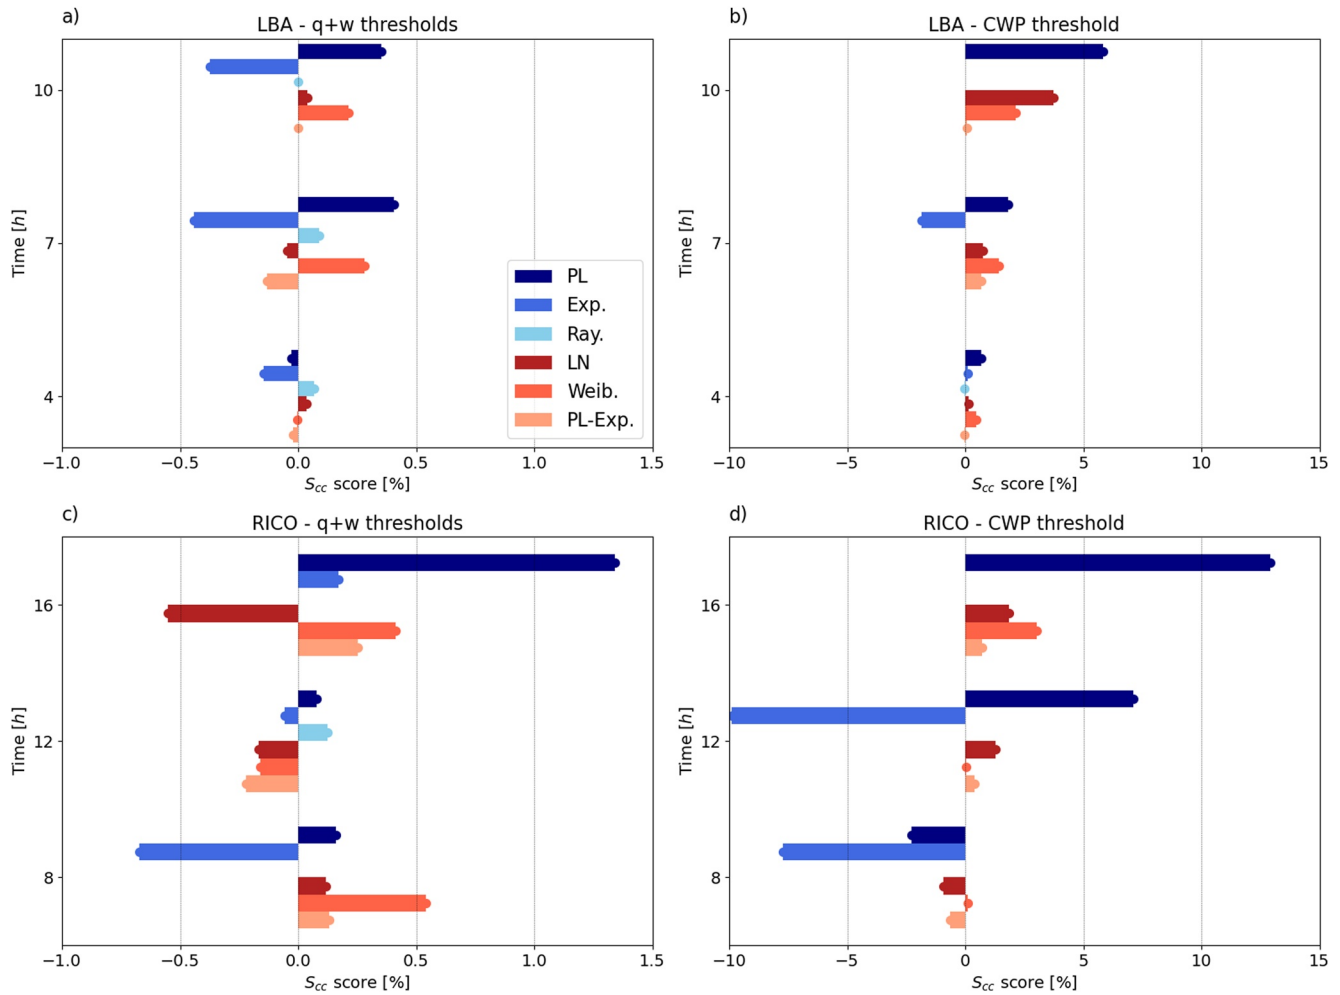 a)
LBA - q+w thresholds
10
7
4
Time [h]
−1.0 −0.5 0.0 0.5 1.0 1.5
S_cc score [%]
PL
Exp.
Ray.
LN
Weib.
PL-Exp.
b)
LBA - CWP threshold
10
7
4
Time [h]
−10 −5 0 5 10 15
S_cc score [%]
c)
RICO - q+w thresholds
16
12
8
Time [h]
−1.0 −0.5 0.0 0.5 1.0 1.5
S_cc score [%]
d)
RICO - CWP threshold
16
12
8
Time [h]
−10 −5 0 5 10 15
S_cc score [%]